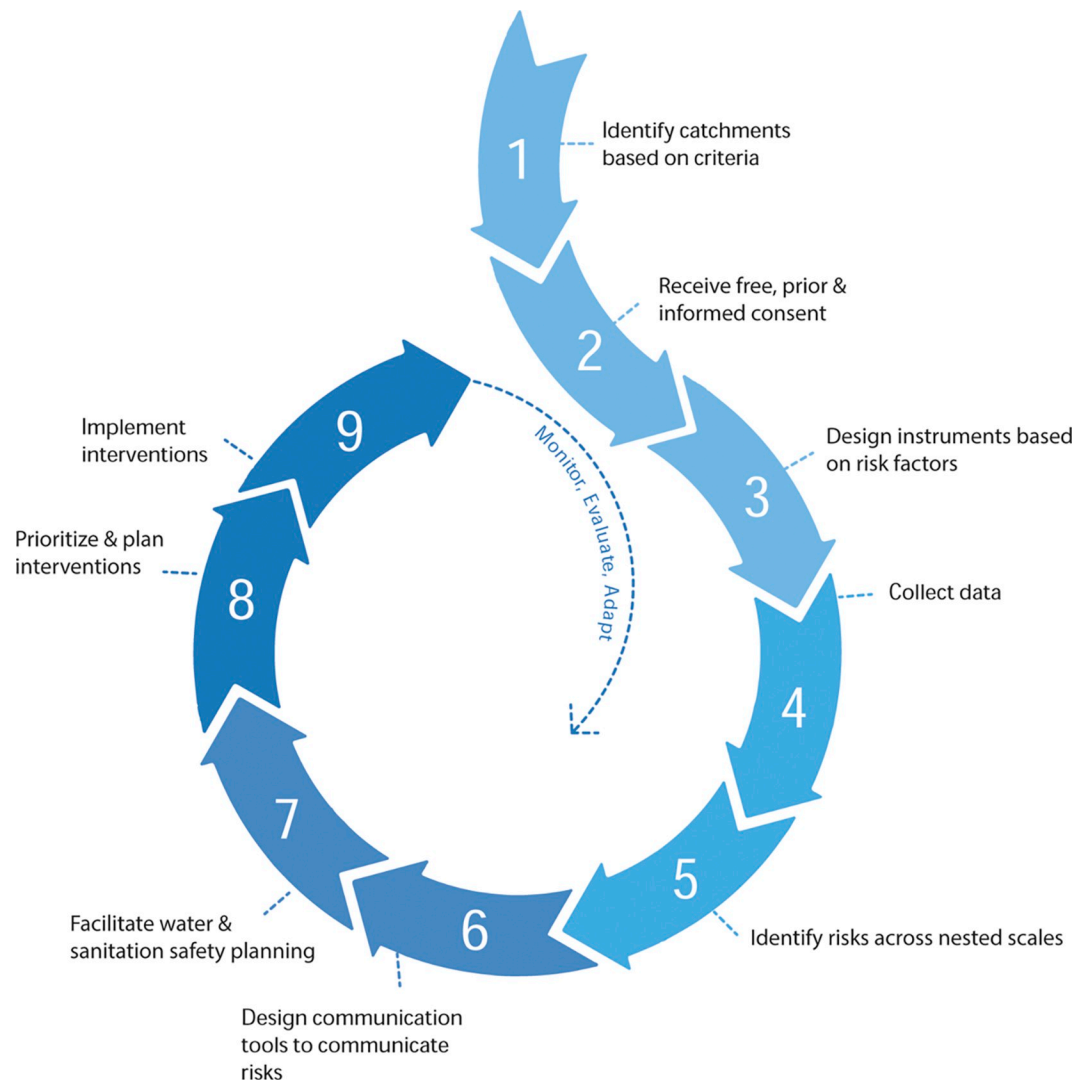 1
Identify catchments
based on criteria
2
Receive free, prior &
informed consent
3
Design instruments based
on risk factors
4
Collect data
5
Identify risks across nested scales
6
Design communication
tools to communicate
risks
7
Facilitate water &
sanitation safety planning
8
Prioritize & plan
interventions
9
Implement
interventions
Monitor, Evaluate, Adapt